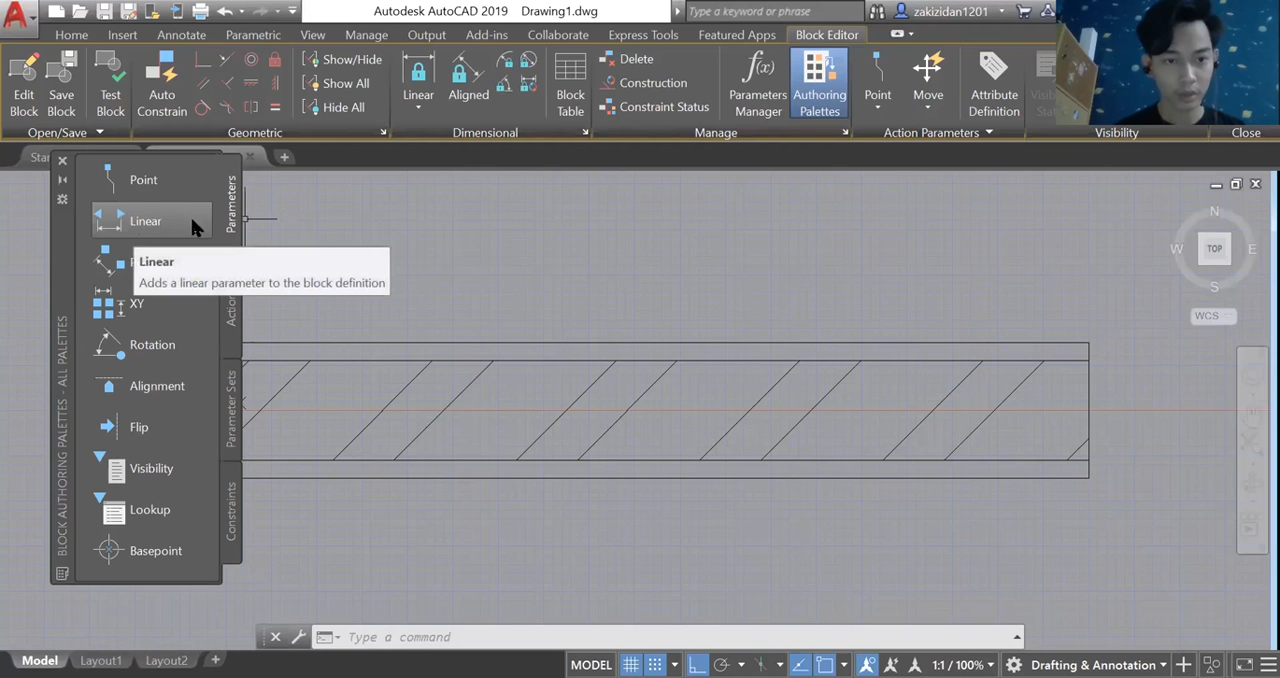 Autodesk AutoCAD 2019 Drawing1.dwg
Type a keyword or phrase
zakizidan1201
Home Insert Annotate Parametric View Manage Output Add-ins Collaborate Express Tools Featured Apps Block Editor
Edit Block
Save Block
Test Block
Auto Constrain
Show/Hide
Show All
Hide All
Linear
Aligned
Block Table
Delete
Construction
Constraint Status
Parameters Manager
Authoring Palettes
Point
Move
Attribute Definition
Open/Save
Geometric
Dimensional
Manage
Action Parameters
Visibility
Close
Point
Linear
Linear
Adds a linear parameter to the block definition
XY
Rotation
Alignment
Flip
Visibility
Lookup
Basepoint
Parameters
Parameter Sets
Constraints
BLOCK AUTHORING PALETTES - ALL PALETTES
N
W TOP E
S
WCS
Type a command
Model Layout1 Layout2
MODEL
1:1 / 100%
Drafting & Annotation